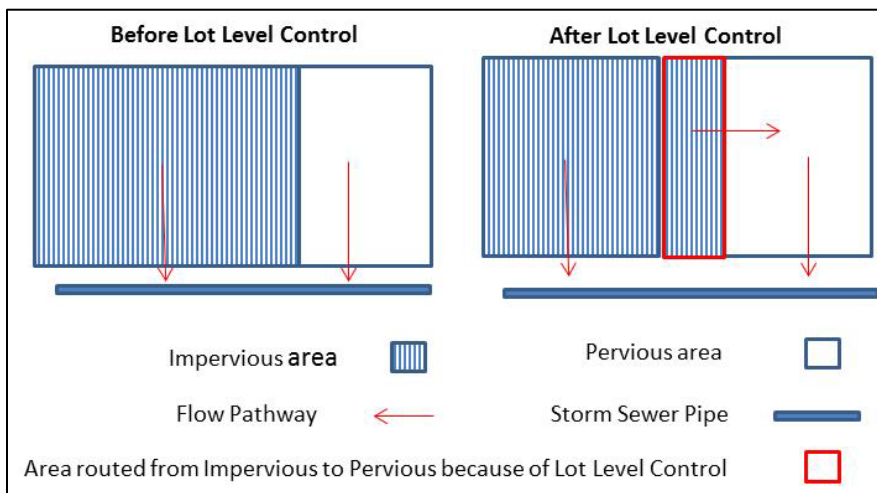 Before Lot Level Control
After Lot Level Control
Impervious area
Pervious area
Flow Pathway
Storm Sewer Pipe
Area routed from Impervious to Pervious because of Lot Level Control